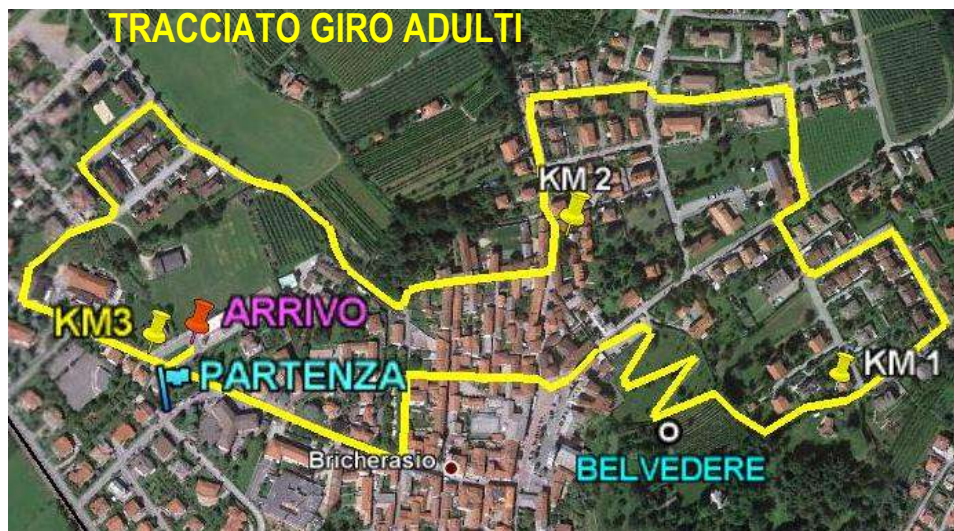 TRACCIATO GIRO ADULTI
KM 2
KM3
ARRIVO
PARTENZA
KM 1
Bricherasio
BELVEDERE